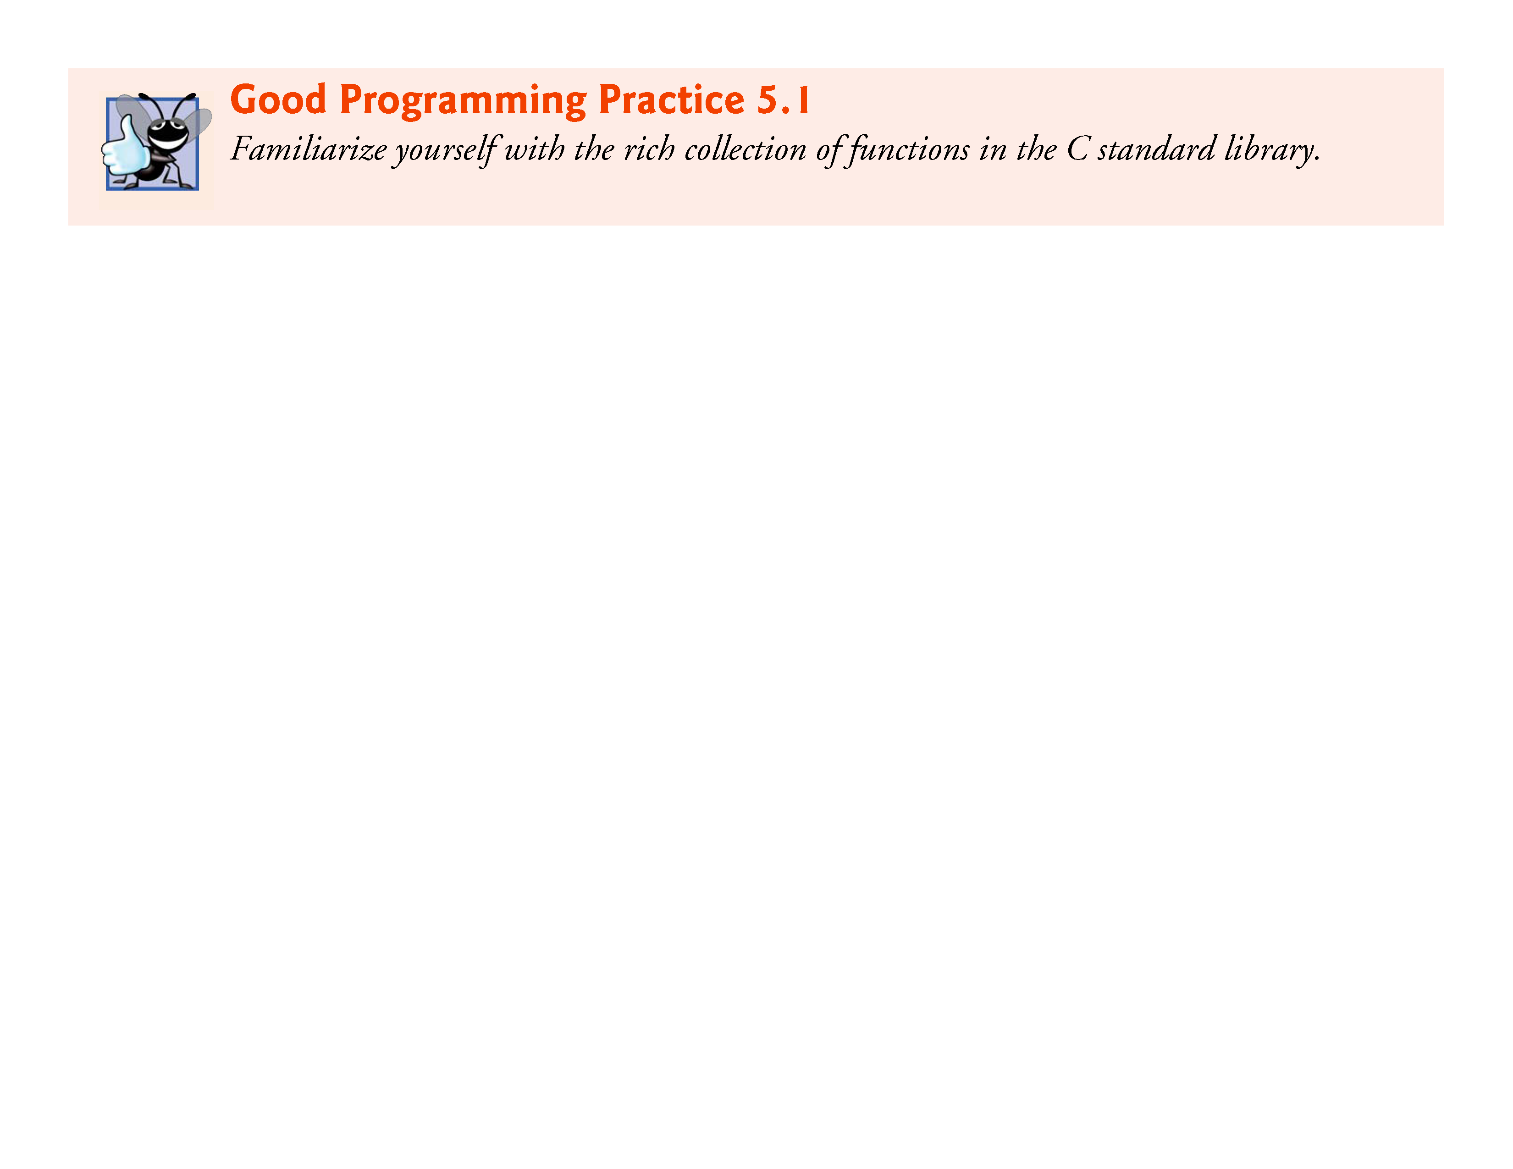 Good Programming Practice 5.1
Familiarize yourself with the rich collection of functions in the C standard library.